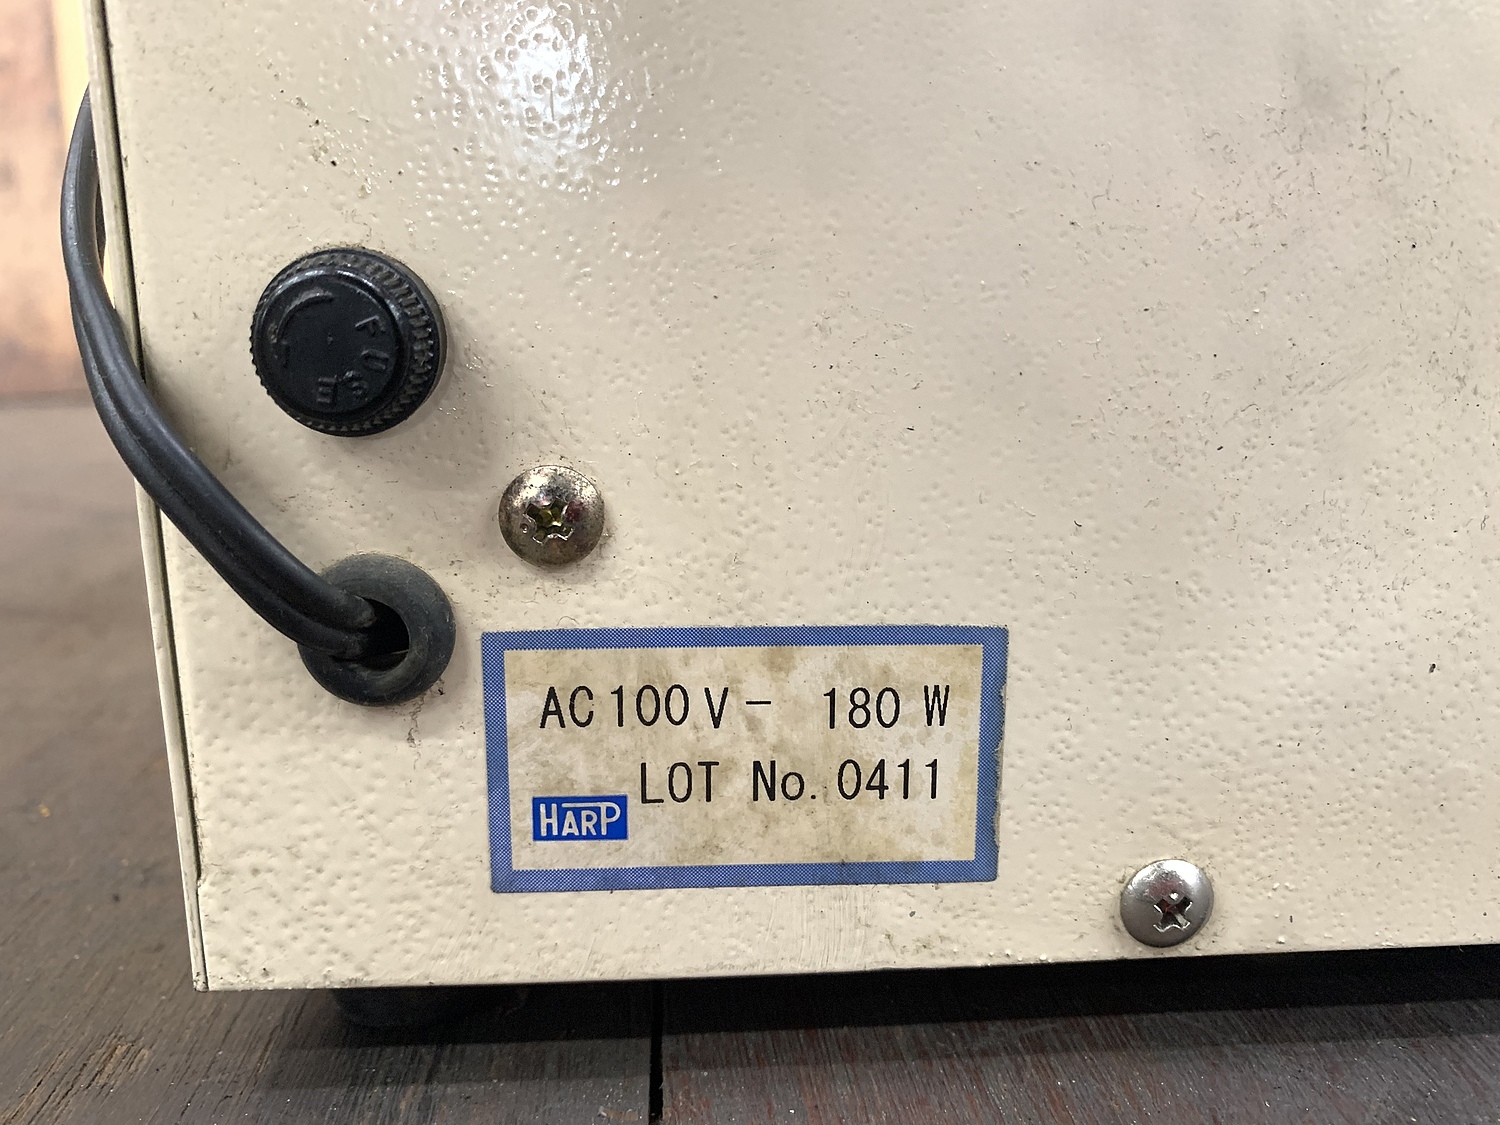 FUSE
AC 100 V - 180 W
LOT No. 0411
HARP